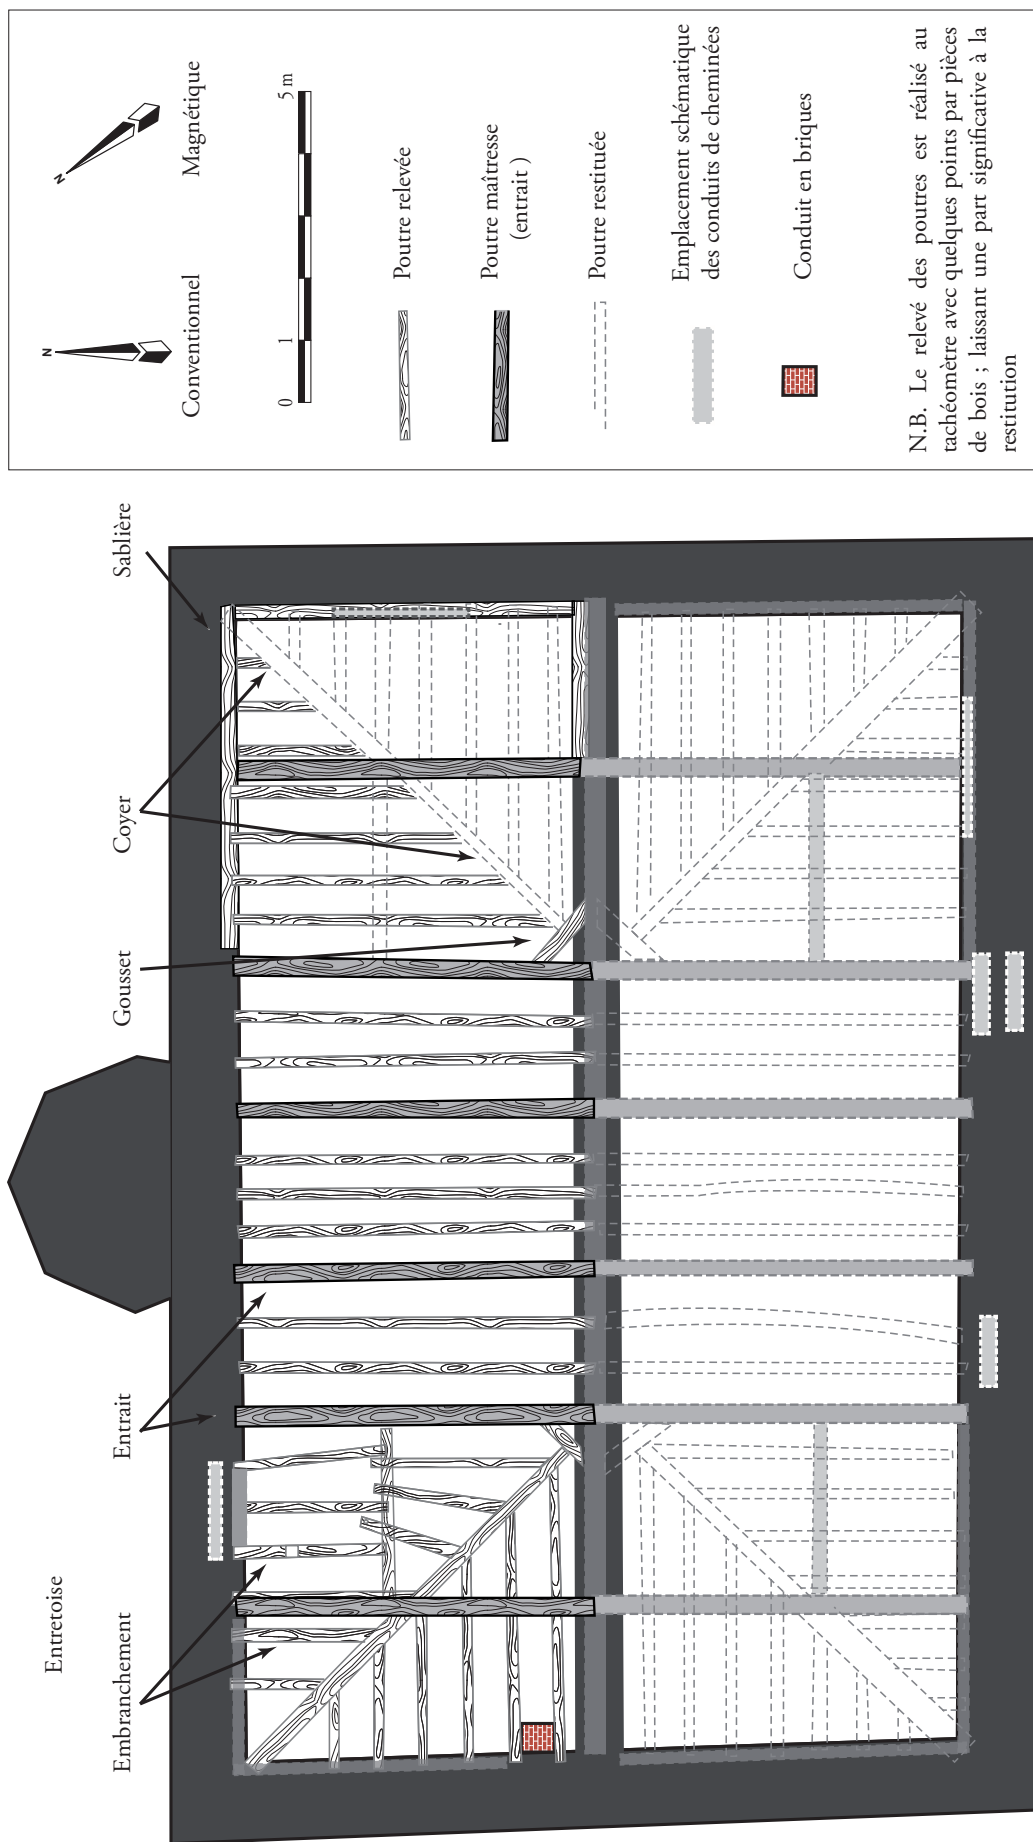 Entretoise
Embranchement
Entrait
Gousset
Coyer
Sablière
N
Conventionnel
N
Magnétique
0
1
5 m
Poutre relevée
Poutre maîtresse
(entrait )
Poutre restituée
Emplacement schématique
des conduits de cheminées
Conduit en briques
N.B. Le relevé des poutres est réalisé au
tachéomètre avec quelques points par pièces
de bois ; laissant une part significative à la
restitution